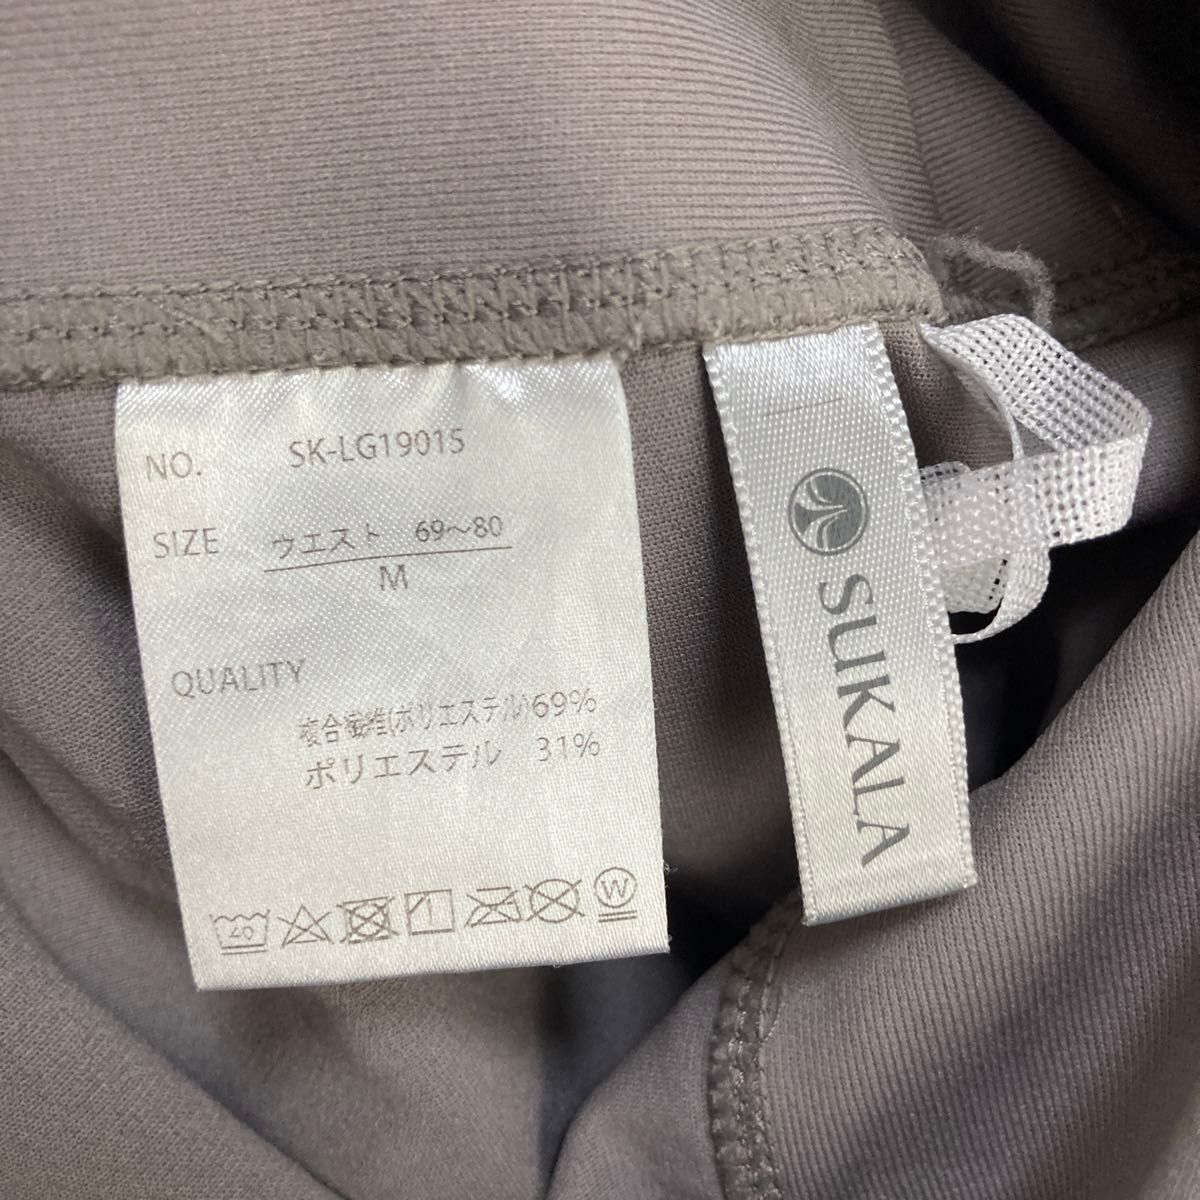 NO. SK-LG19015
SIZE ウエスト 69～80
M
QUALITY
複合繊維(ポリエステル)69%
ポリエステル 31%
40
W
SUKALA